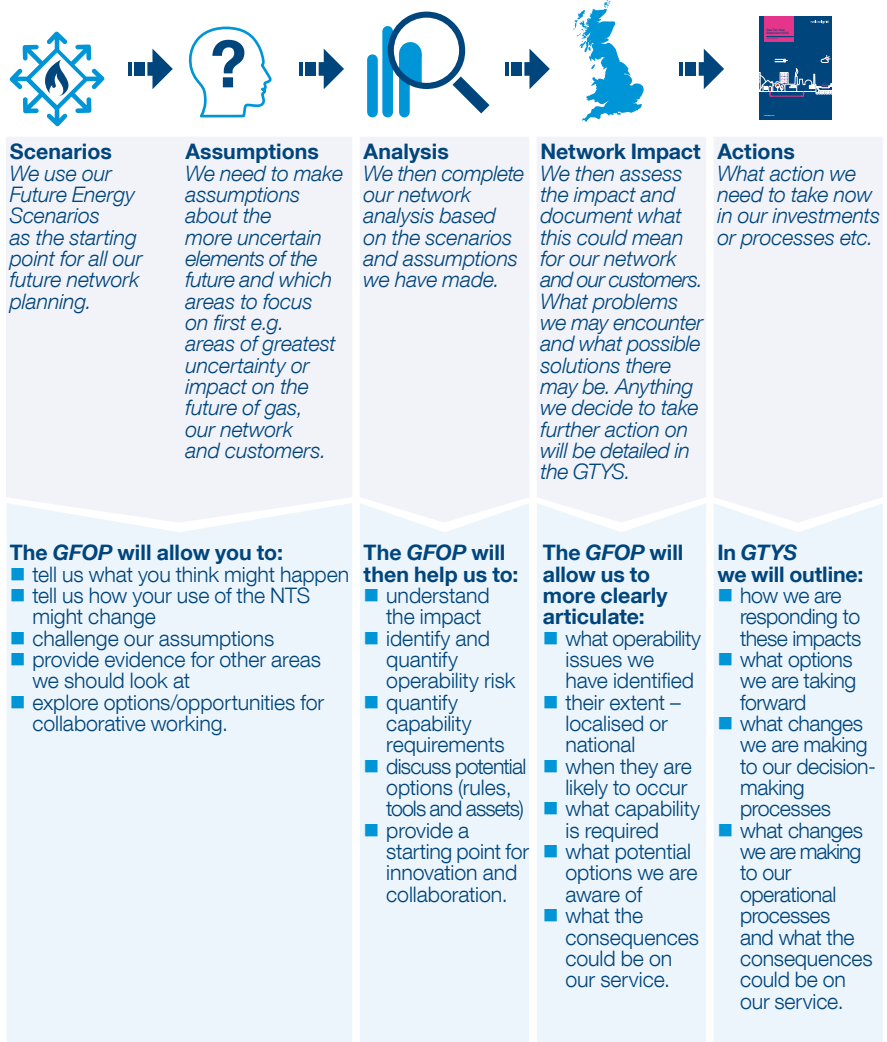 ?
Scenarios
We use our
Future Energy
Scenarios
as the starting
point for all our
future network
planning.
Assumptions
We need to make
assumptions
about the
more uncertain
elements of the
future and which
areas to focus
on first e.g.
areas of greatest
uncertainty or
impact on the
future of gas,
our network
and customers.
Analysis
We then complete
our network
analysis based
on the scenarios
and assumptions
we have made.
Network Impact
We then assess
the impact and
document what
this could mean
for our network
and our customers.
What problems
we may encounter
and what possible
solutions there
may be. Anything
we decide to take
further action on
will be detailed in
the GTYS.
Actions
What action we
need to take now
in our investments
or processes etc.
The GFOP will allow you to:
■ tell us what you think might happen
■ tell us how your use of the NTS
might change
■ challenge our assumptions
■ provide evidence for other areas
we should look at
■ explore options/opportunities for
collaborative working.
The GFOP will
then help us to:
■ understand
the impact
■ identify and
quantify
operability risk
■ quantify
capability
requirements
■ discuss potential
options (rules,
tools and assets)
■ provide a
starting point for
innovation and
collaboration.
The GFOP will
allow us to
more clearly
articulate:
■ what operability
issues we
have identified
■ their extent –
localised or
national
■ when they are
likely to occur
■ what capability
is required
■ what potential
options we are
aware of
■ what the
consequences
could be on
our service.
In GTYS
we will outline:
■ how we are
responding to
these impacts
■ what options
we are taking
forward
■ what changes
we are making
to our decision-
making
processes
■ what changes
we are making
to our
operational
processes
and what the
consequences
could be on
our service.